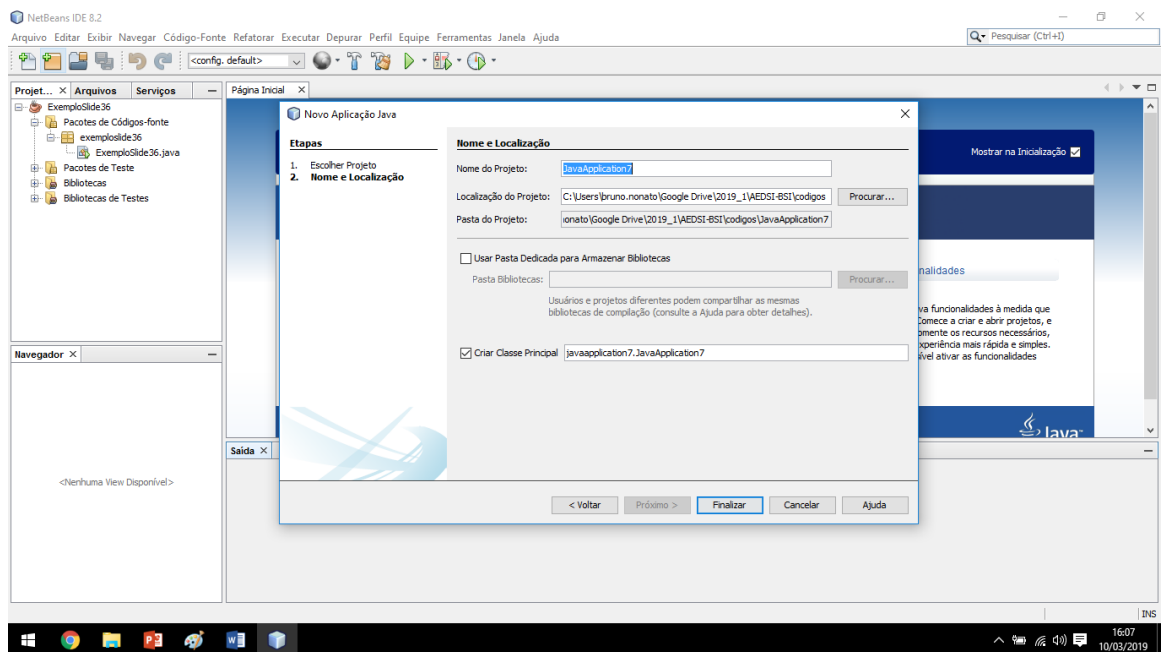 NetBeans IDE 8.2
Arquivo Editar Exibir Navegar Código-Fonte Refatorar Executar Depurar Perfil Equipe Ferramentas Janela Ajuda
Pesquisar (Ctrl+I)
<config. default>
Projet... Arquivos Serviços
ExemploSlide36
Pacotes de Códigos-fonte
exemploslide36
ExemploSlide36.java
Pacotes de Teste
Bibliotecas
Bibliotecas de Testes
Página Inicial
Mostrar na Inicialização
nalidades
va funcionalidades à medida que
Comece a criar e abrir projetos, e
omente os recursos necessários,
xperiência mais rápida e simples.
ível ativar as funcionalidades
Java
Novo Aplicação Java
Etapas
1. Escolher Projeto
2. Nome e Localização
Nome e Localização
Nome do Projeto: JavaApplication7
Localização do Projeto: C:\Users\bruno.nonato\Google Drive\2019_1\AEDSI-BSI\codigos Procurar...
Pasta do Projeto: onato\Google Drive\2019_1\AEDSI-BSI\codigos\JavaApplication7
Usar Pasta Dedicada para Armazenar Bibliotecas
Pasta Bibliotecas: Procurar...
Usuários e projetos diferentes podem compartilhar as mesmas
bibliotecas de compilação (consulte a Ajuda para obter detalhes).
Criar Classe Principal javaapplication7.JavaApplication7
< Voltar Próximo > Finalizar Cancelar Ajuda
Navegador
<Nenhuma View Disponível>
Saída
INS
16:07
10/03/2019